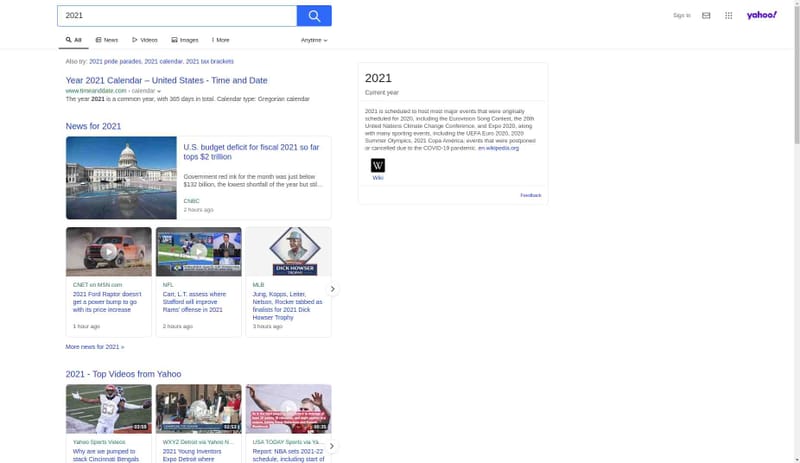 2021
Sign In
yahoo!
All
News
Videos
Images
More
Anytime
Also try: 2021 pride parades, 2021 calendar, 2021 tax brackets
Year 2021 Calendar – United States - Time and Date
www.timeanddate.com › calendar
The year 2021 is a common year, with 365 days in total. Calendar type: Gregorian calendar
News for 2021
U.S. budget deficit for fiscal 2021 so far
tops $2 trillion
Government red ink for the month was just below
$132 billion, the lowest shortfall of the year but stil...
CNBC
2 hours ago
DICK HOWSER
TROPHY
CNET on MSN.com
2021 Ford Raptor doesn't
get a power bump to go
with its price increase
1 hour ago
NFL
Carr, L.T. assess where
Stafford will improve
Rams' offense in 2021
2 hours ago
MLB
Jung, Kopps, Leiter,
Nelson, Rocker tabbed as
finalists for 2021 Dick
Howser Trophy
3 hours ago
More news for 2021 »
2021 - Top Videos from Yahoo
03:59
02:53
00:35
Yahoo Sports Videos
Why are we pumped to
stack Cincinnati Bengals
WXYZ Detroit via Yahoo N...
2021 Young Inventors
Expo Detroit where
USA TODAY Sports via Ya...
Report: NBA sets 2021-22
schedule, including start of
2021
Current year
2021 is scheduled to host most major events that were originally
scheduled for 2020, including the Eurovision Song Contest, the 26th
United Nations Climate Change Conference, and Expo 2020, along
with many sporting events, including the UEFA Euro 2020, 2020
Summer Olympics, 2021 Copa América; events that were postponed
or cancelled due to the COVID-19 pandemic. en.wikipedia.org
W
Wiki
Feedback